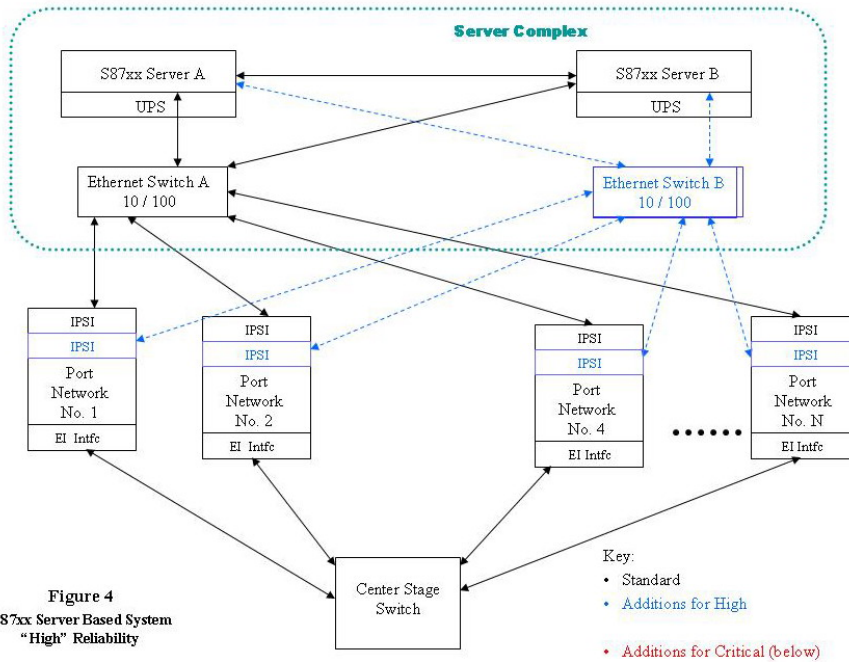 Server Complex
S87xx Server A
UPS
S87xx Server B
UPS
Ethernet Switch A
10 / 100
Ethernet Switch B
10 / 100
IPSI
IPSI
Port
Network
No. 1
EI Intfc
IPSI
IPSI
Port
Network
No. 2
EI Intfc
IPSI
IPSI
Port
Network
No. 4
EI Intfc
IPSI
IPSI
Port
Network
No. N
EI Intfc
Center Stage
Switch
Figure 4
87xx Server Based System
“High” Reliability
Key:
• Standard
• Additions for High
• Additions for Critical (below)